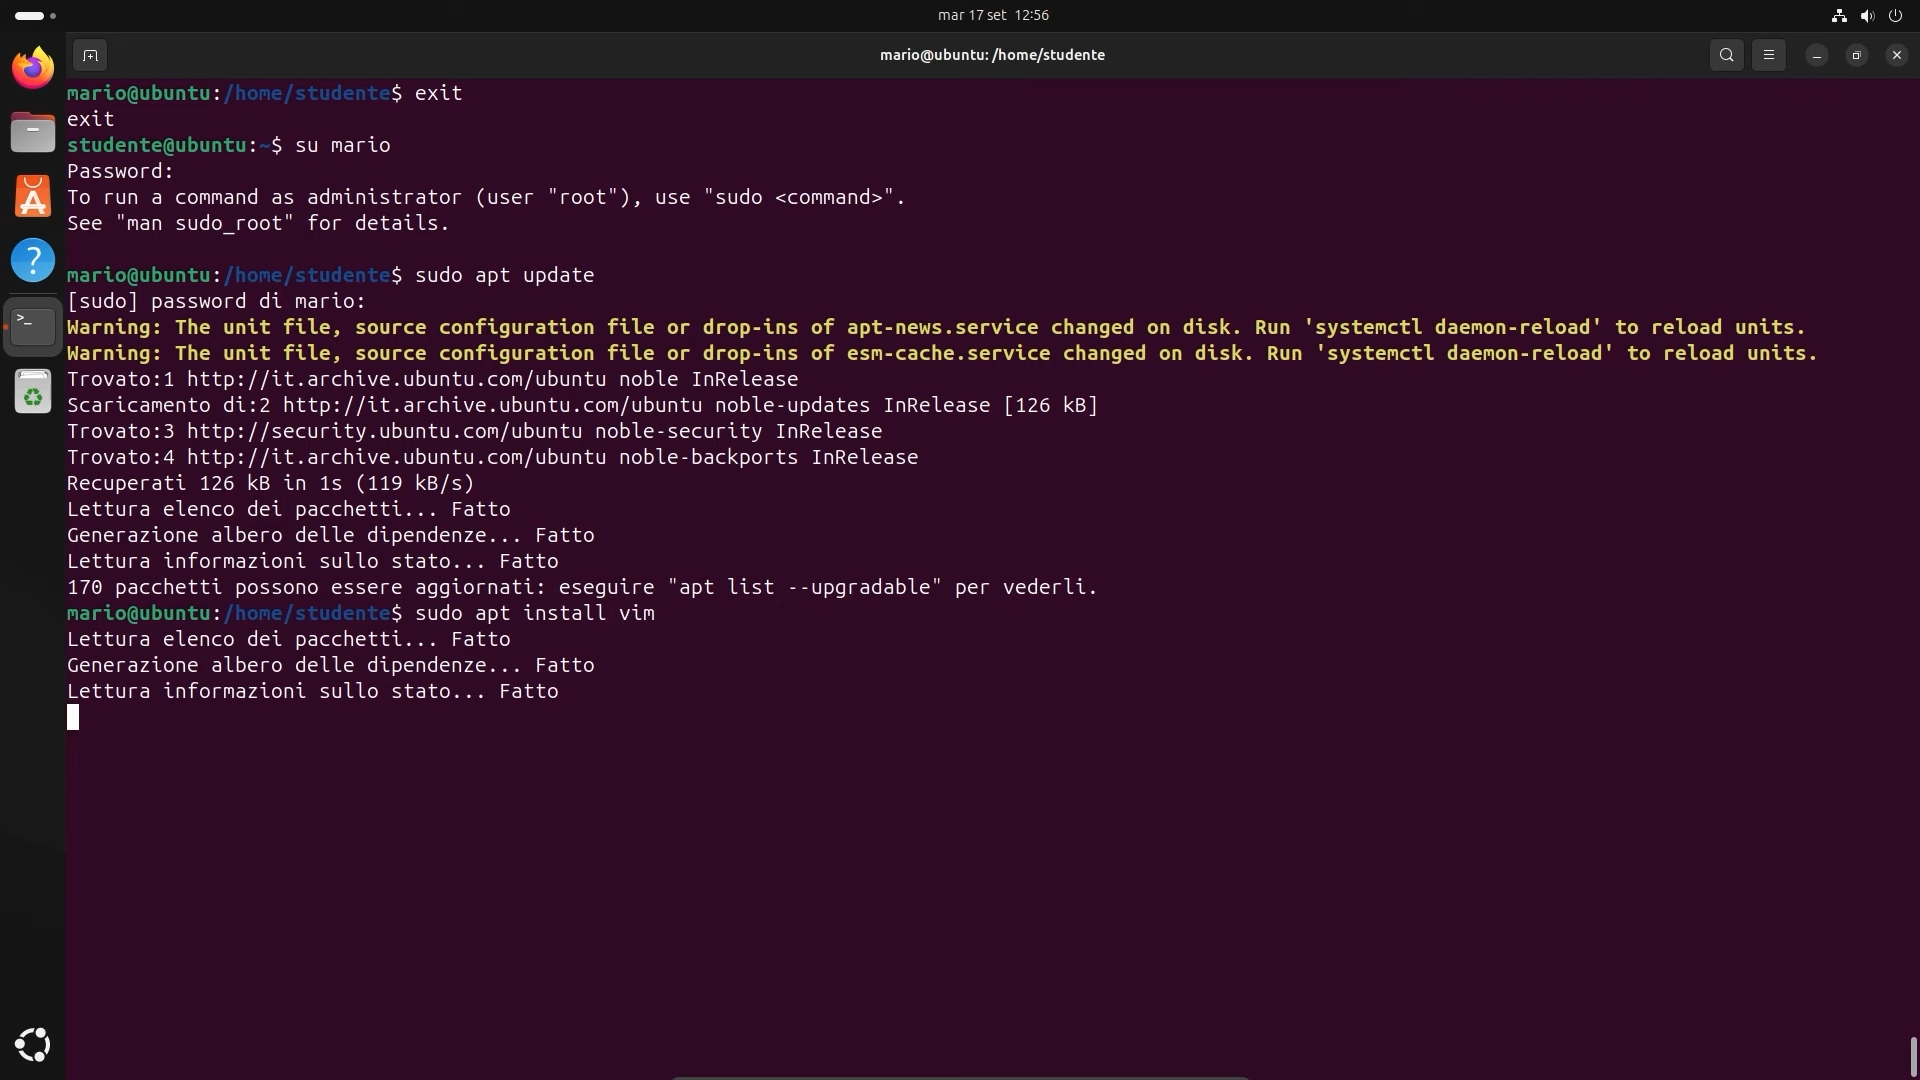 mar 17 set 12:56
mario@ubuntu: /home/studente
mario@ubuntu:/home/studente$ exit
exit
studente@ubuntu:~$ su mario
Password:
To run a command as administrator (user "root"), use "sudo <command>".
See "man sudo_root" for details.
mario@ubuntu:/home/studente$ sudo apt update
[sudo] password di mario:
Warning: The unit file, source configuration file or drop-ins of apt-news.service changed on disk. Run 'systemctl daemon-reload' to reload units.
Warning: The unit file, source configuration file or drop-ins of esm-cache.service changed on disk. Run 'systemctl daemon-reload' to reload units.
Trovato:1 http://it.archive.ubuntu.com/ubuntu noble InRelease
Scaricamento di:2 http://it.archive.ubuntu.com/ubuntu noble-updates InRelease [126 kB]
Trovato:3 http://security.ubuntu.com/ubuntu noble-security InRelease
Trovato:4 http://it.archive.ubuntu.com/ubuntu noble-backports InRelease
Recuperati 126 kB in 1s (119 kB/s)
Lettura elenco dei pacchetti... Fatto
Generazione albero delle dipendenze... Fatto
Lettura informazioni sullo stato... Fatto
170 pacchetti possono essere aggiornati: eseguire "apt list --upgradable" per vederli.
mario@ubuntu:/home/studente$ sudo apt install vim
Lettura elenco dei pacchetti... Fatto
Generazione albero delle dipendenze... Fatto
Lettura informazioni sullo stato... Fatto